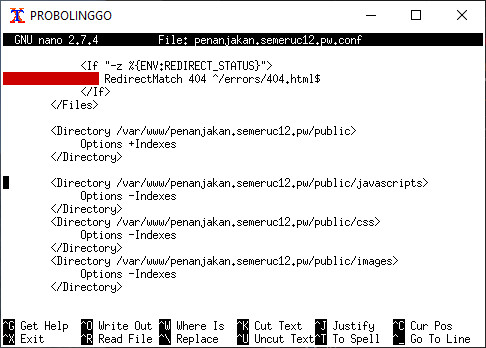 PROBOLINGGO
GNU nano 2.7.4 File: penanjakan.semeruc12.pw.conf
<If "-z %{ENV:REDIRECT_STATUS}">
RedirectMatch 404 ^/errors/404.html$
</If>
</Files>
<Directory /var/www/penanjakan.semeruc12.pw/public>
Options +Indexes
</Directory>
<Directory /var/www/penanjakan.semeruc12.pw/public/javascripts>
Options -Indexes
</Directory>
<Directory /var/www/penanjakan.semeruc12.pw/public/css>
Options -Indexes
</Directory>
<Directory /var/www/penanjakan.semeruc12.pw/public/images>
Options -Indexes
</Directory>
^G Get Help ^O Write Out ^W Where Is ^K Cut Text ^J Justify ^C Cur Pos
^X Exit ^R Read File ^\ Replace ^U Uncut Text ^T To Spell ^_ Go To Line